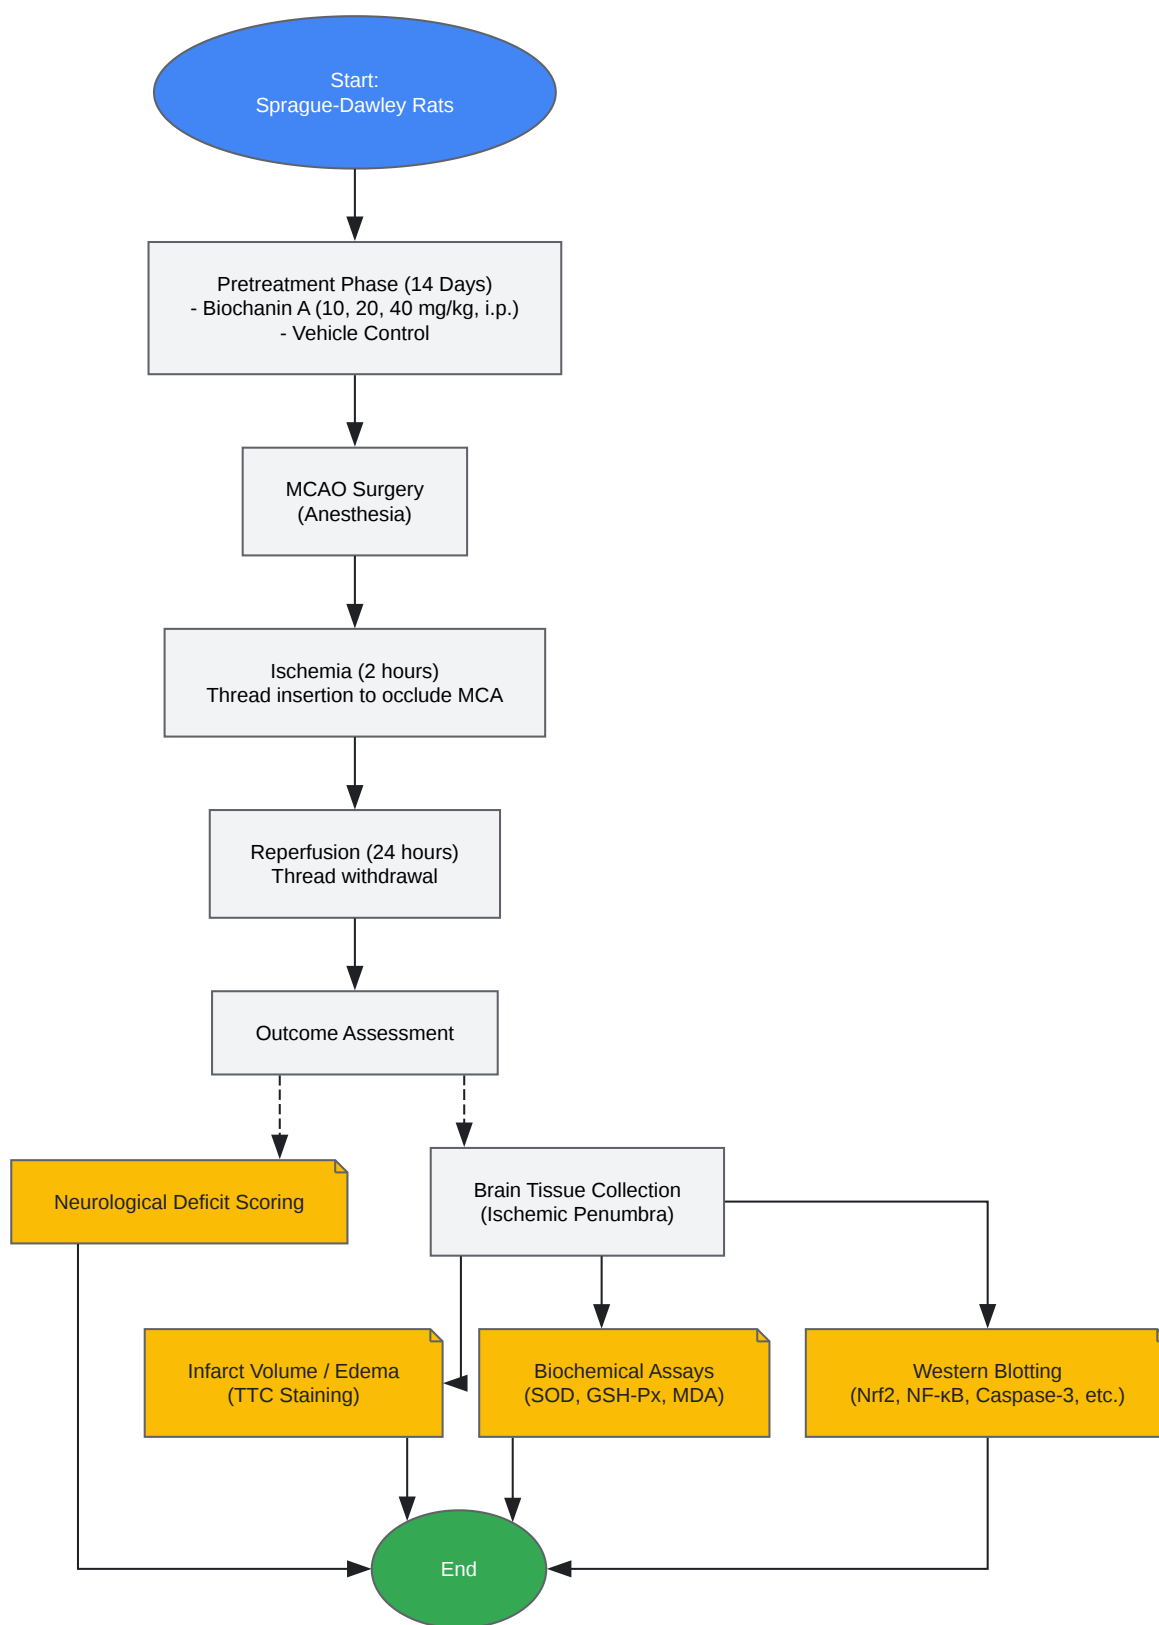 Start:
Sprague-Dawley Rats
Pretreatment Phase (14 Days)
- Biochanin A (10, 20, 40 mg/kg, i.p.)
- Vehicle Control
MCAO Surgery
(Anesthesia)
Ischemia (2 hours)
Thread insertion to occlude MCA
Reperfusion (24 hours)
Thread withdrawal
Outcome Assessment
Neurological Deficit Scoring
Brain Tissue Collection
(Ischemic Penumbra)
Infarct Volume / Edema
(TTC Staining)
Biochemical Assays
(SOD, GSH-Px, MDA)
Western Blotting
(Nrf2, NF-κB, Caspase-3, etc.)
End